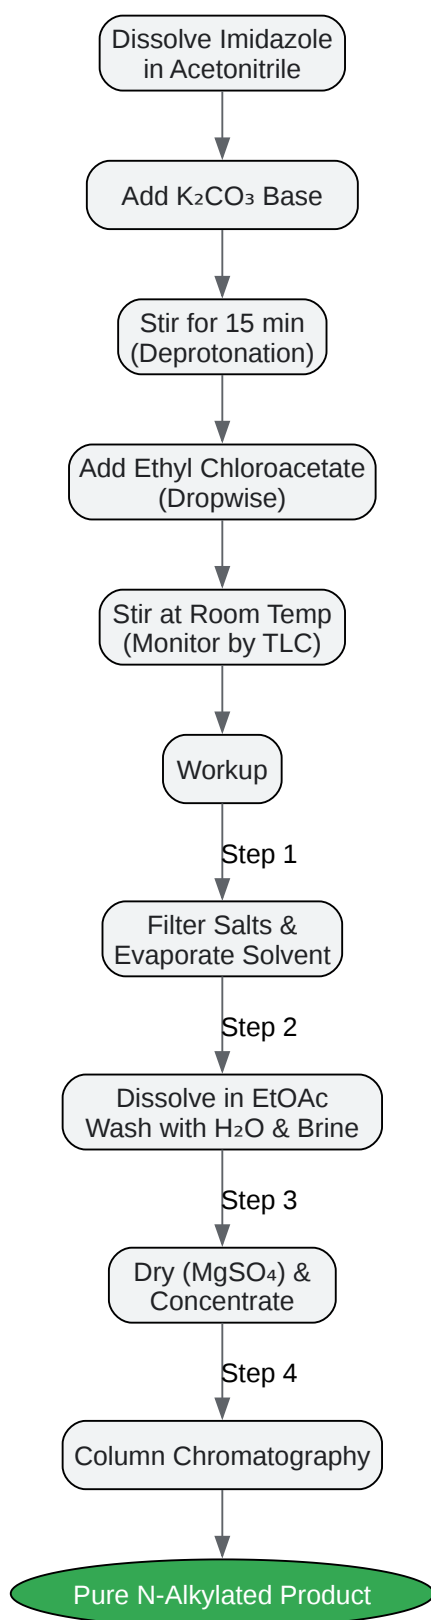 Dissolve Imidazole
in Acetonitrile
Add K₂CO₃ Base
Stir for 15 min
(Deprotonation)
Add Ethyl Chloroacetate
(Dropwise)
Stir at Room Temp
(Monitor by TLC)
Workup
Step 1
Filter Salts &
Evaporate Solvent
Step 2
Dissolve in EtOAc
Wash with H₂O & Brine
Step 3
Dry (MgSO₄) &
Concentrate
Step 4
Column Chromatography
Pure N-Alkylated Product